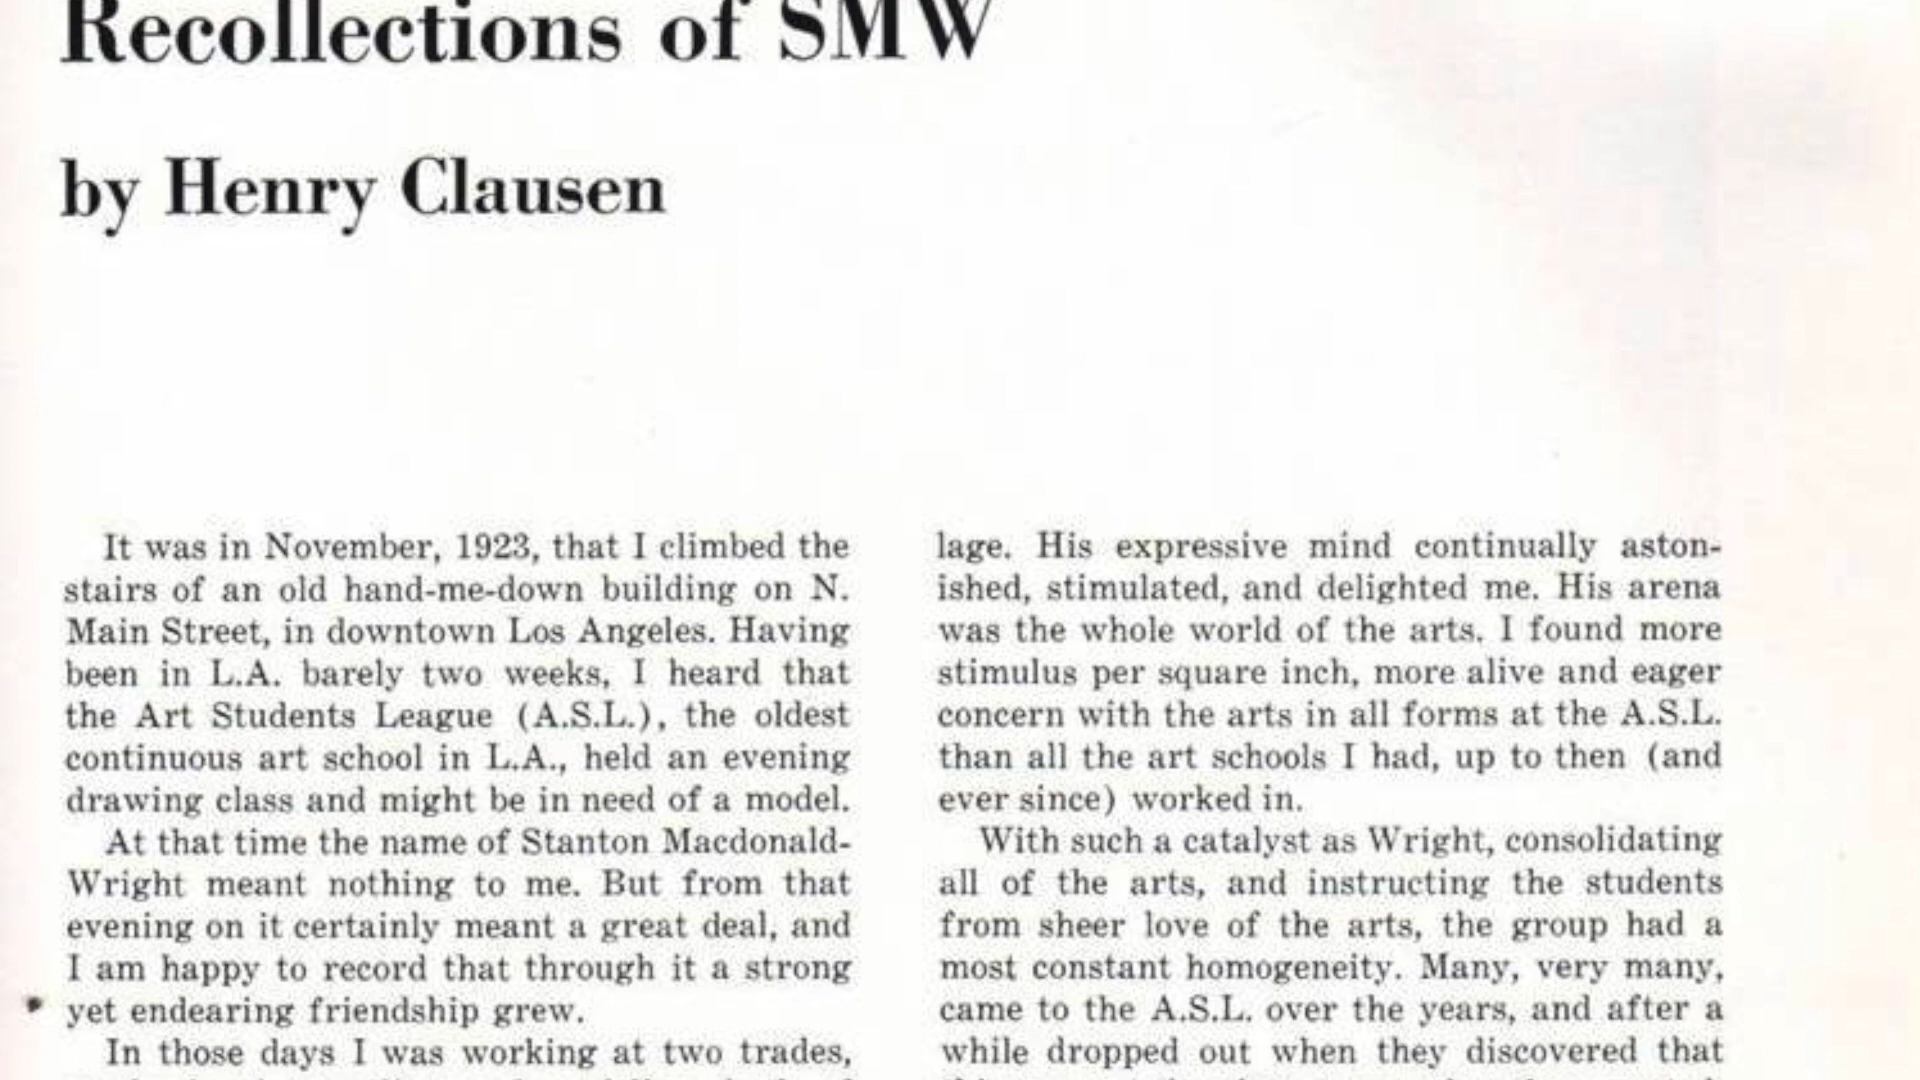 Recollections of SMW
by Henry Clausen
It was in November, 1923, that I climbed the
stairs of an old hand-me-down building on N.
Main Street, in downtown Los Angeles. Having
been in L.A. barely two weeks, I heard that
the Art Students League (A.S.L.), the oldest
continuous art school in L.A., held an evening
drawing class and might be in need of a model.
At that time the name of Stanton Macdonald-
Wright meant nothing to me. But from that
evening on it certainly meant a great deal, and
I am happy to record that through it a strong
yet endearing friendship grew.
In those days I was working at two trades,
lage. His expressive mind continually aston-
ished, stimulated, and delighted me. His arena
was the whole world of the arts. I found more
stimulus per square inch, more alive and eager
concern with the arts in all forms at the A.S.L.
than all the art schools I had, up to then (and
ever since) worked in.
With such a catalyst as Wright, consolidating
all of the arts, and instructing the students
from sheer love of the arts, the group had a
most constant homogeneity. Many, very many,
came to the A.S.L. over the years, and after a
while dropped out when they discovered that